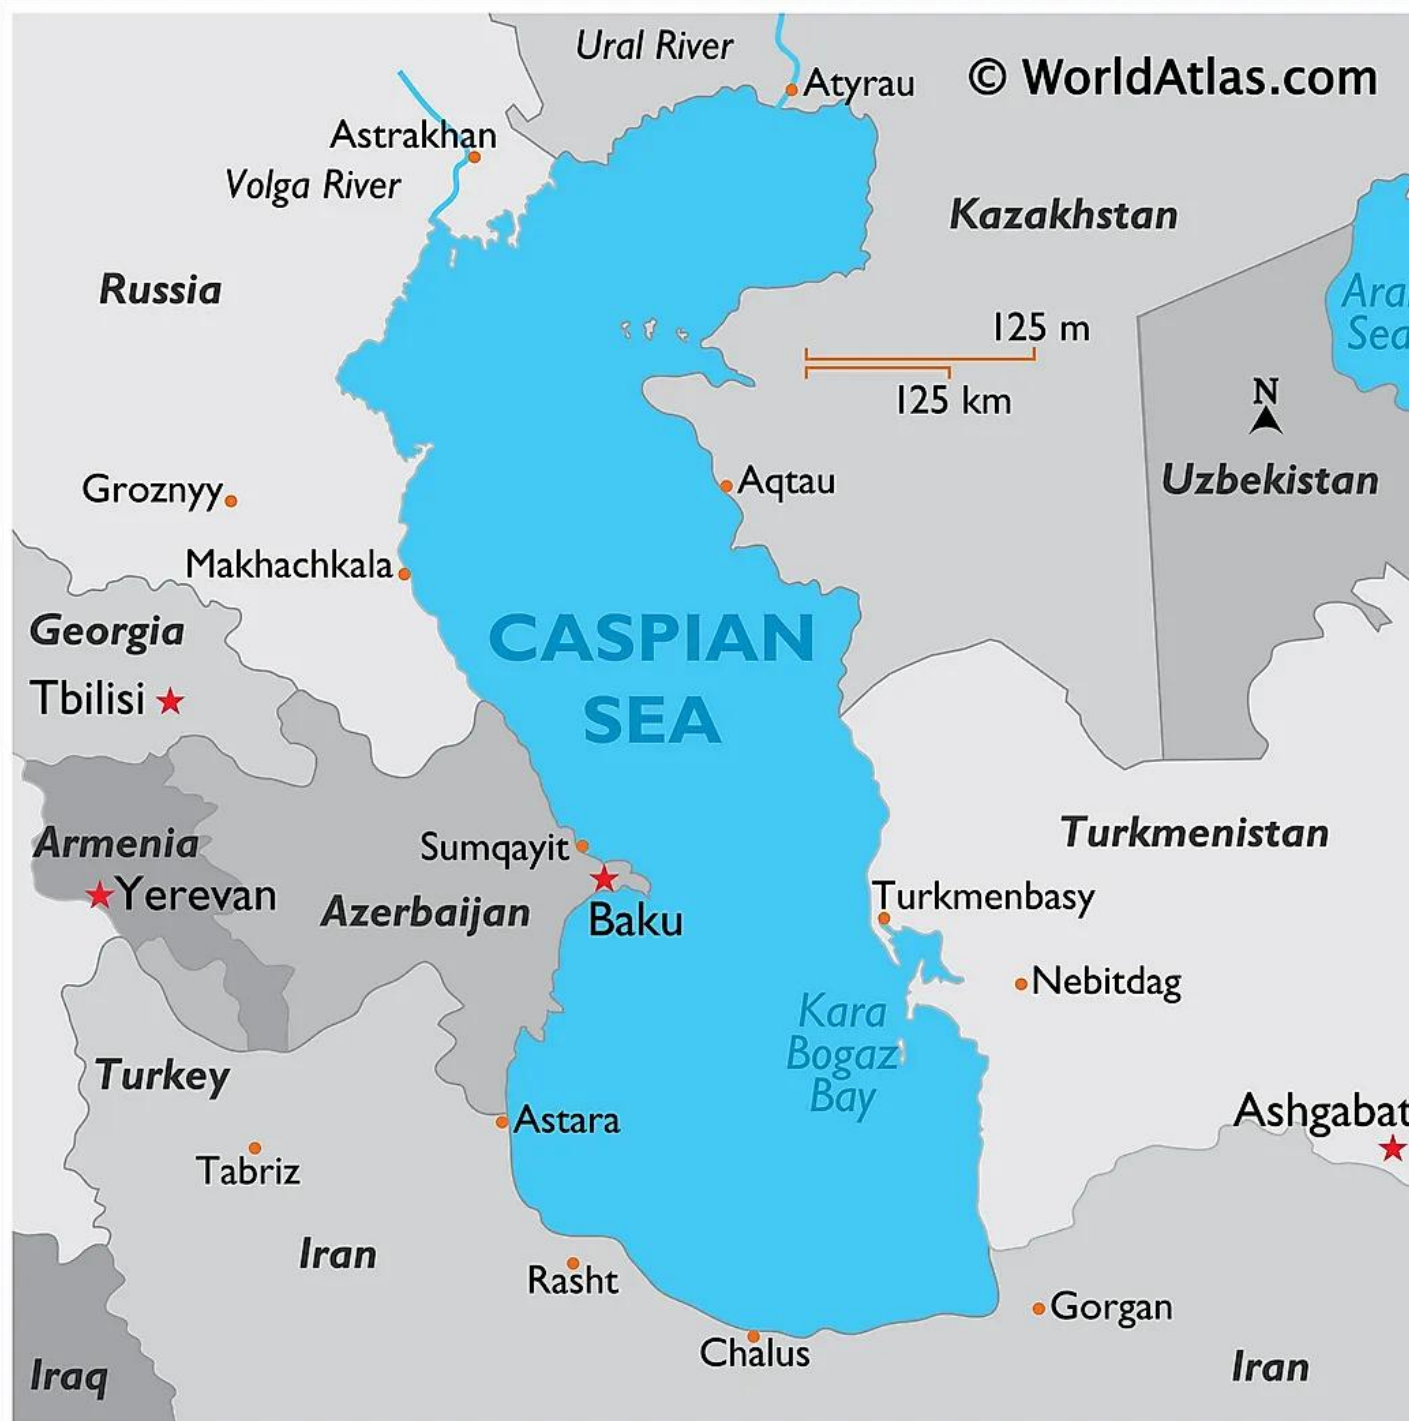 Ural River
Atyrau
© WorldAtlas.com
Astrakhan
Volga River
Kazakhstan
Russia
Aral
Sea
125 m
125 km
N
Uzbekistan
Groznyy
Aqtau
Makhachkala
Georgia
CASPIAN
SEA
Tbilisi
Turkmenistan
Armenia
Sumqayit
Yerevan
Azerbaijan
Baku
Turkmenbasy
Nebitdag
Kara
Bogaz
Bay
Turkey
Astara
Ashgabat
Tabriz
Iran
Rasht
Gorgan
Chalus
Iraq
Iran